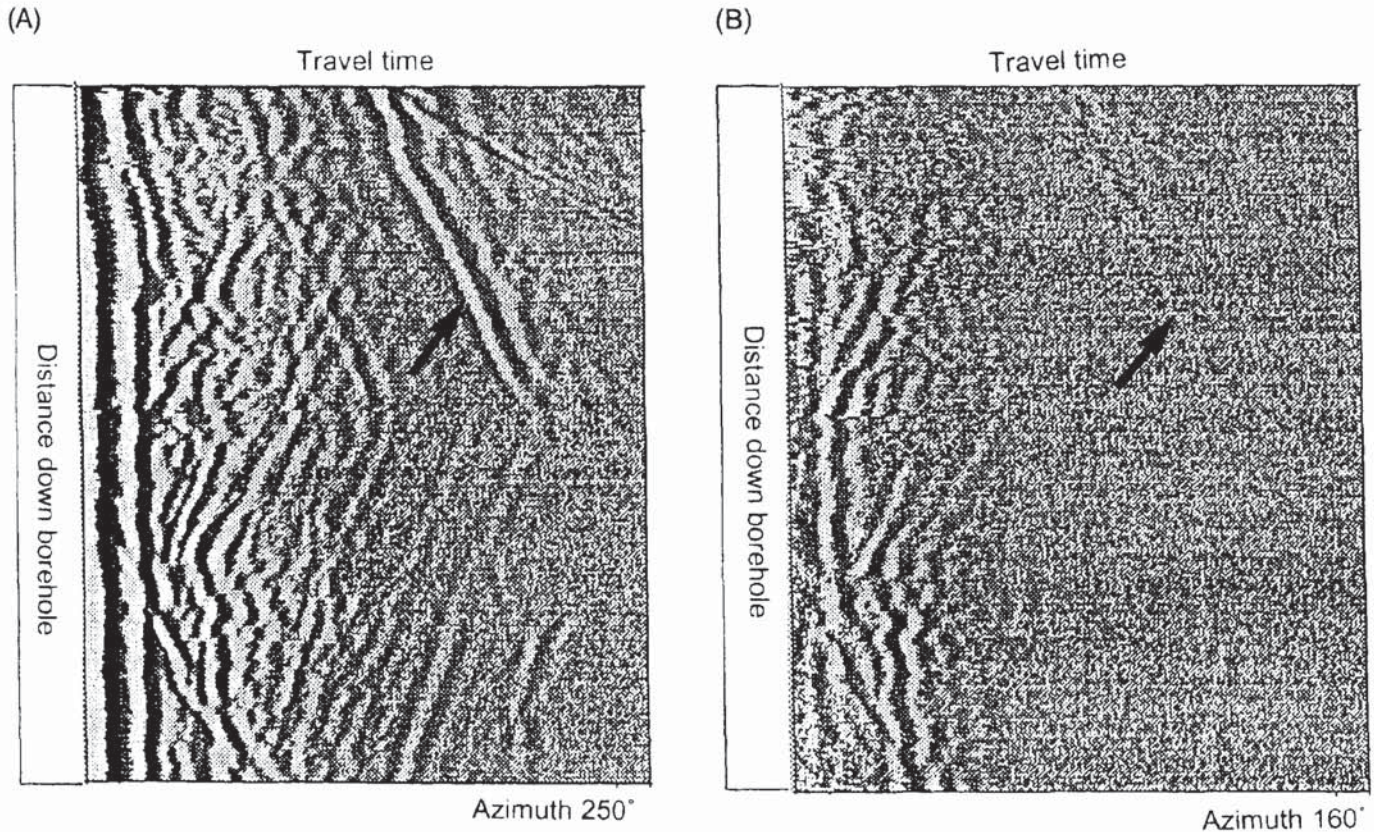 (A)
Travel time
Distance down borehole
Azimuth 250°
(B)
Travel time
Distance down borehole
Azimuth 160°